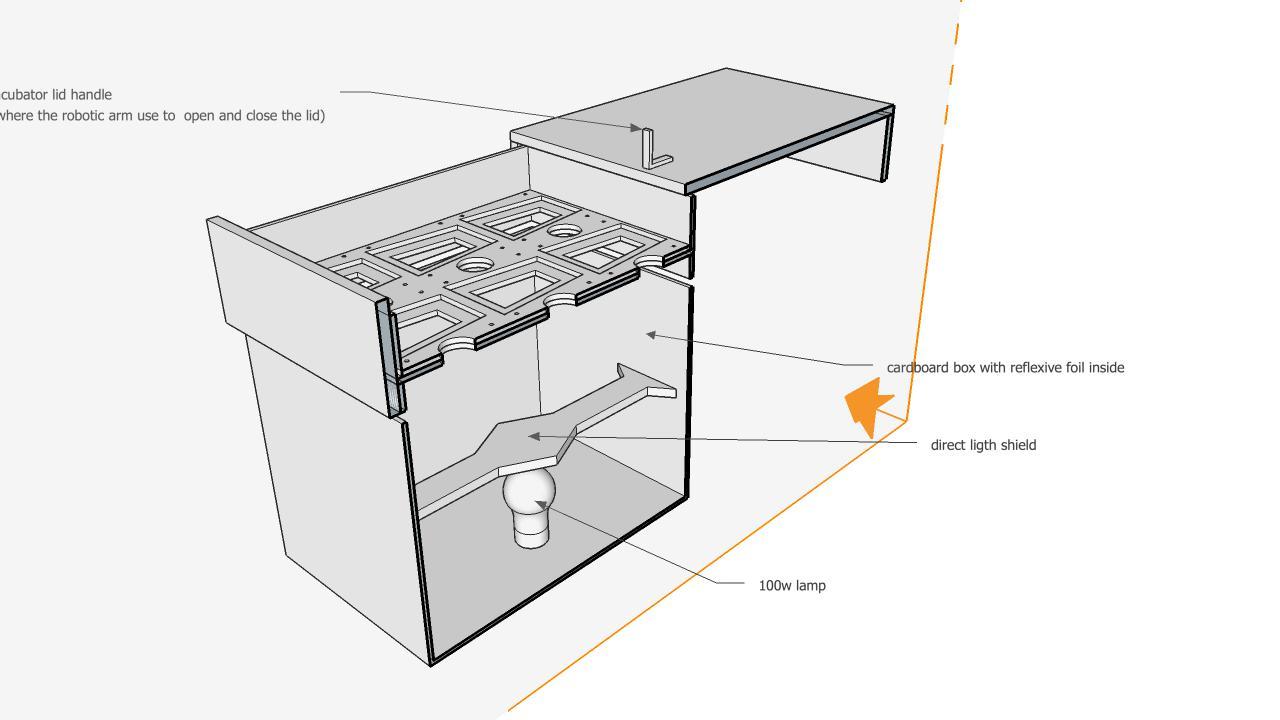 ncubator lid handle
where the robotic arm use to open and close the lid)
cardboard box with reflexive foil inside
direct ligth shield
100w lamp